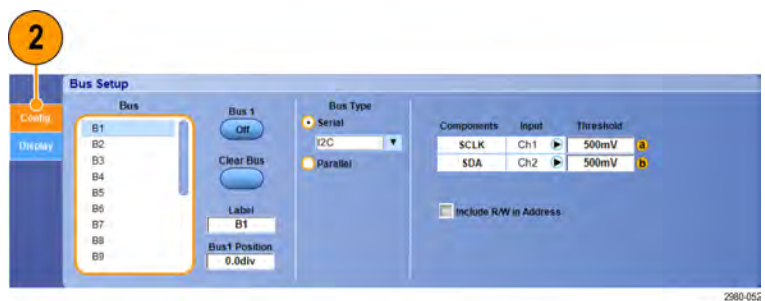 2
Bus Setup
Config
Display
Bus
B1
B2
B3
B4
B5
B6
B7
B8
B9
Bus 1
Off
Clear Bus
Label
B1
Bus1 Position
0.0div
Bus Type
Serial
I2C
Parallel
Components Input Threshold
SCLK Ch1 500mV a
SDA Ch2 500mV b
Include R/W in Address
2980-052